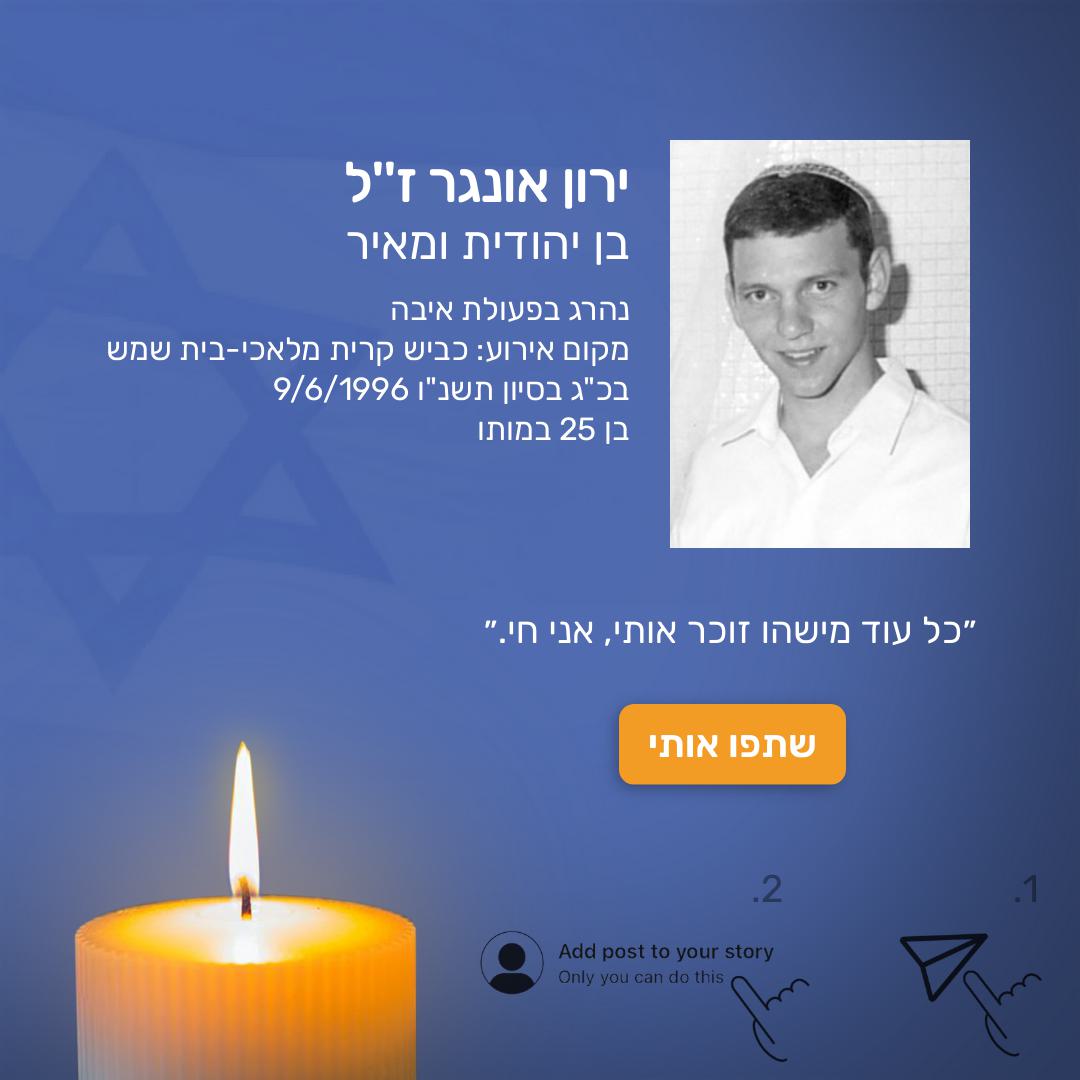 ירון אונגר ז"ל
בן יהודית ומאיר
נהרג בפעולת איבה
מקום אירוע: כביש קרית מלאכי-בית שמש
בכ"ג בסיון תשנ"ו 9/6/1996
בן 25 במותו
״כל עוד מישהו זוכר אותי, אני חי.״
שתפו אותי
.1
.2
Add post to your story
Only you can do this